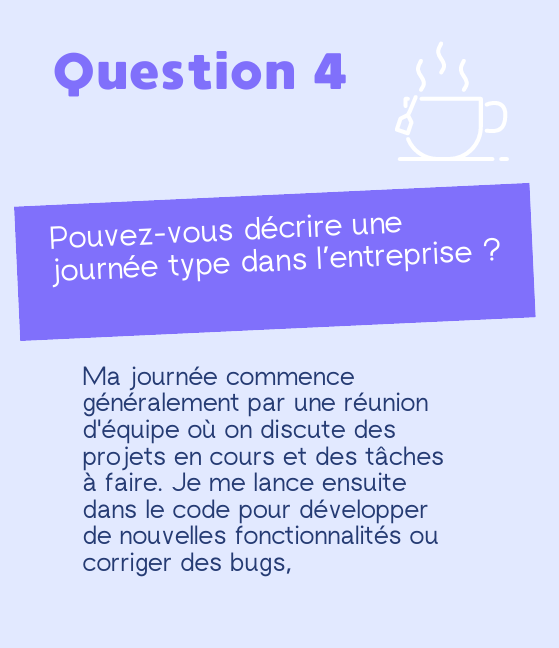 Question 4
Pouvez-vous décrire une
journée type dans l'entreprise ?
Ma journée commence
généralement par une réunion
d'équipe où on discute des
projets en cours et des tâches
à faire. Je me lance ensuite
dans le code pour développer
de nouvelles fonctionnalités ou
corriger des bugs,